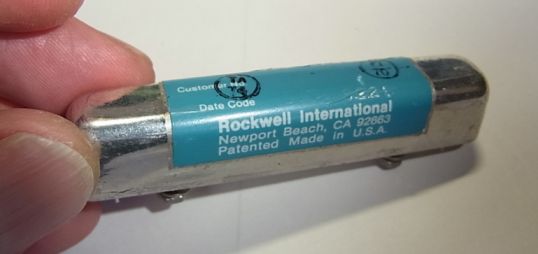 Customer
Date Code
Rockwell International
Newport Beach, CA 92663
Patented Made in U.S.A.